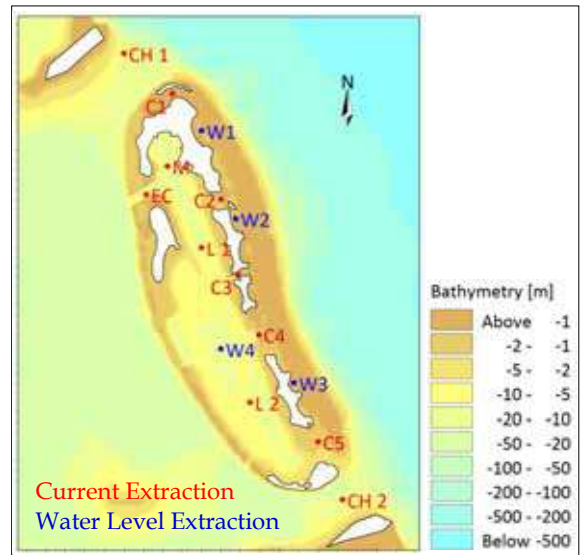 CH 1
N
C1
W1
M
EC
C2
W2
L 1
C3
C4
W4
W3
L 2
C5
CH 2
Current Extraction
Water Level Extraction
Bathymetry [m]
Above -1
-2 - -1
-5 - -2
-10 - -5
-20 - -10
-50 - -20
-100 - -50
-200 - -100
-500 - -200
Below -500